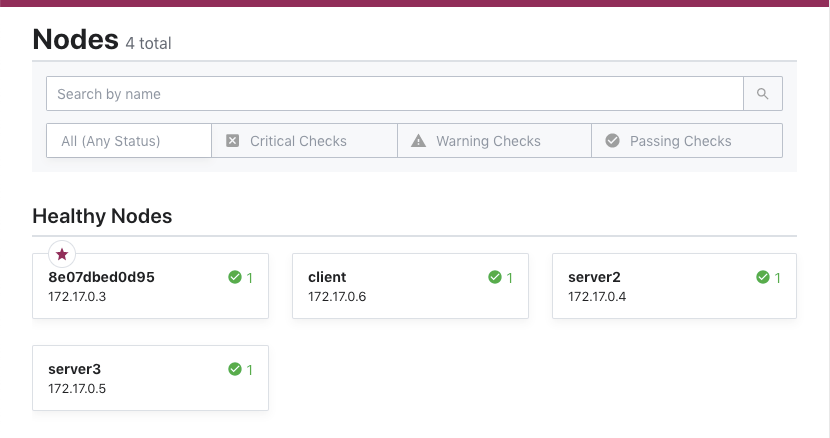 Nodes 4 total
Search by name
All (Any Status) Critical Checks Warning Checks Passing Checks
Healthy Nodes
8e07dbed0d95 1
172.17.0.3
client 1
172.17.0.6
server2 1
172.17.0.4
server3 1
172.17.0.5